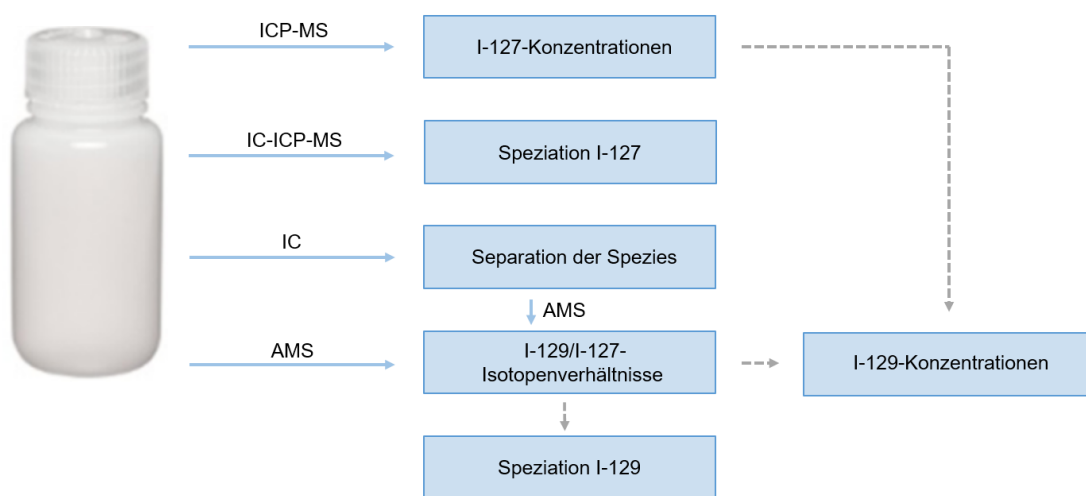 ICP-MS
I-127-Konzentrationen
IC-ICP-MS
Speziation I-127
IC
Separation der Spezies
AMS
AMS
I-129/I-127-
Isotopenverhältnisse
I-129-Konzentrationen
Speziation I-129